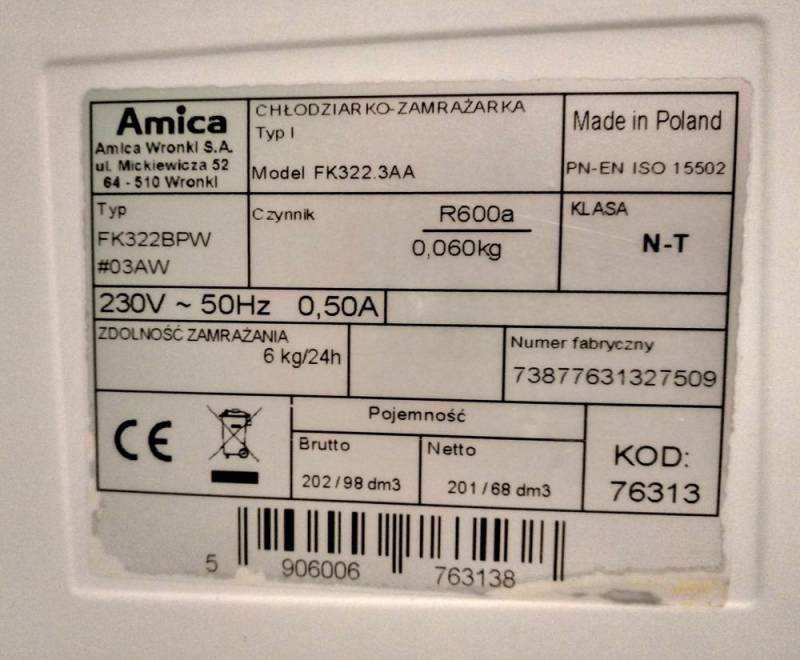 Amica
Amica Wronki S.A.
ul. Mickiewicza 52
64 - 510 Wronki
CHŁODZIARKO-ZAMRAŻARKA
Typ I
Model FK322.3AA
Made in Poland
PN-EN ISO 15502
Typ
FK322BPW
#03AW
Czynnik
R600a
0,060kg
KLASA
N-T
230V ~ 50Hz 0,50A
ZDOLNOŚĆ ZAMRAŻANIA
6 kg/24h
Numer fabryczny
73877631327509
CE
Pojemność
Brutto
202/98 dm3
Netto
201/68 dm3
KOD:
76313
5 906006 763138